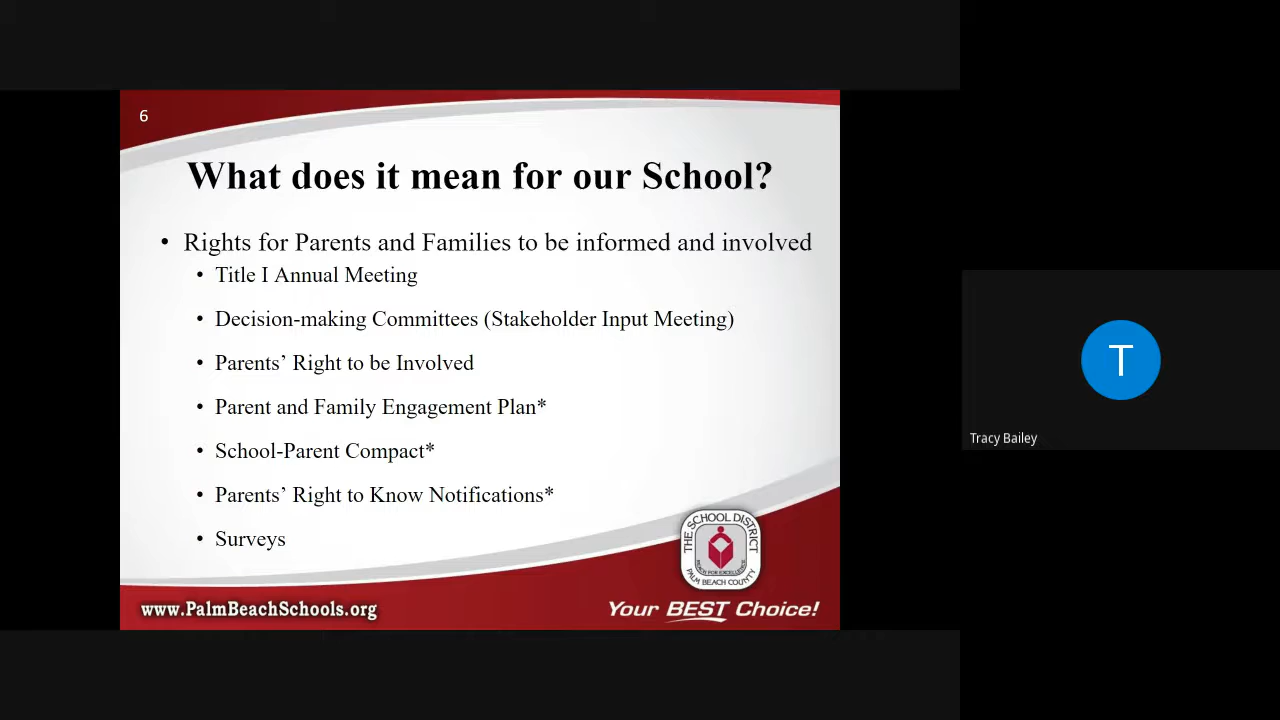 6
What does it mean for our School?
• Rights for Parents and Families to be informed and involved
• Title I Annual Meeting
• Decision-making Committees (Stakeholder Input Meeting)
• Parents’ Right to be Involved
• Parent and Family Engagement Plan*
• School-Parent Compact*
• Parents’ Right to Know Notifications*
• Surveys
THE SCHOOL DISTRICT
PALM BEACH COUNTY
www.PalmBeachSchools.org
Your BEST Choice!
T
Tracy Bailey